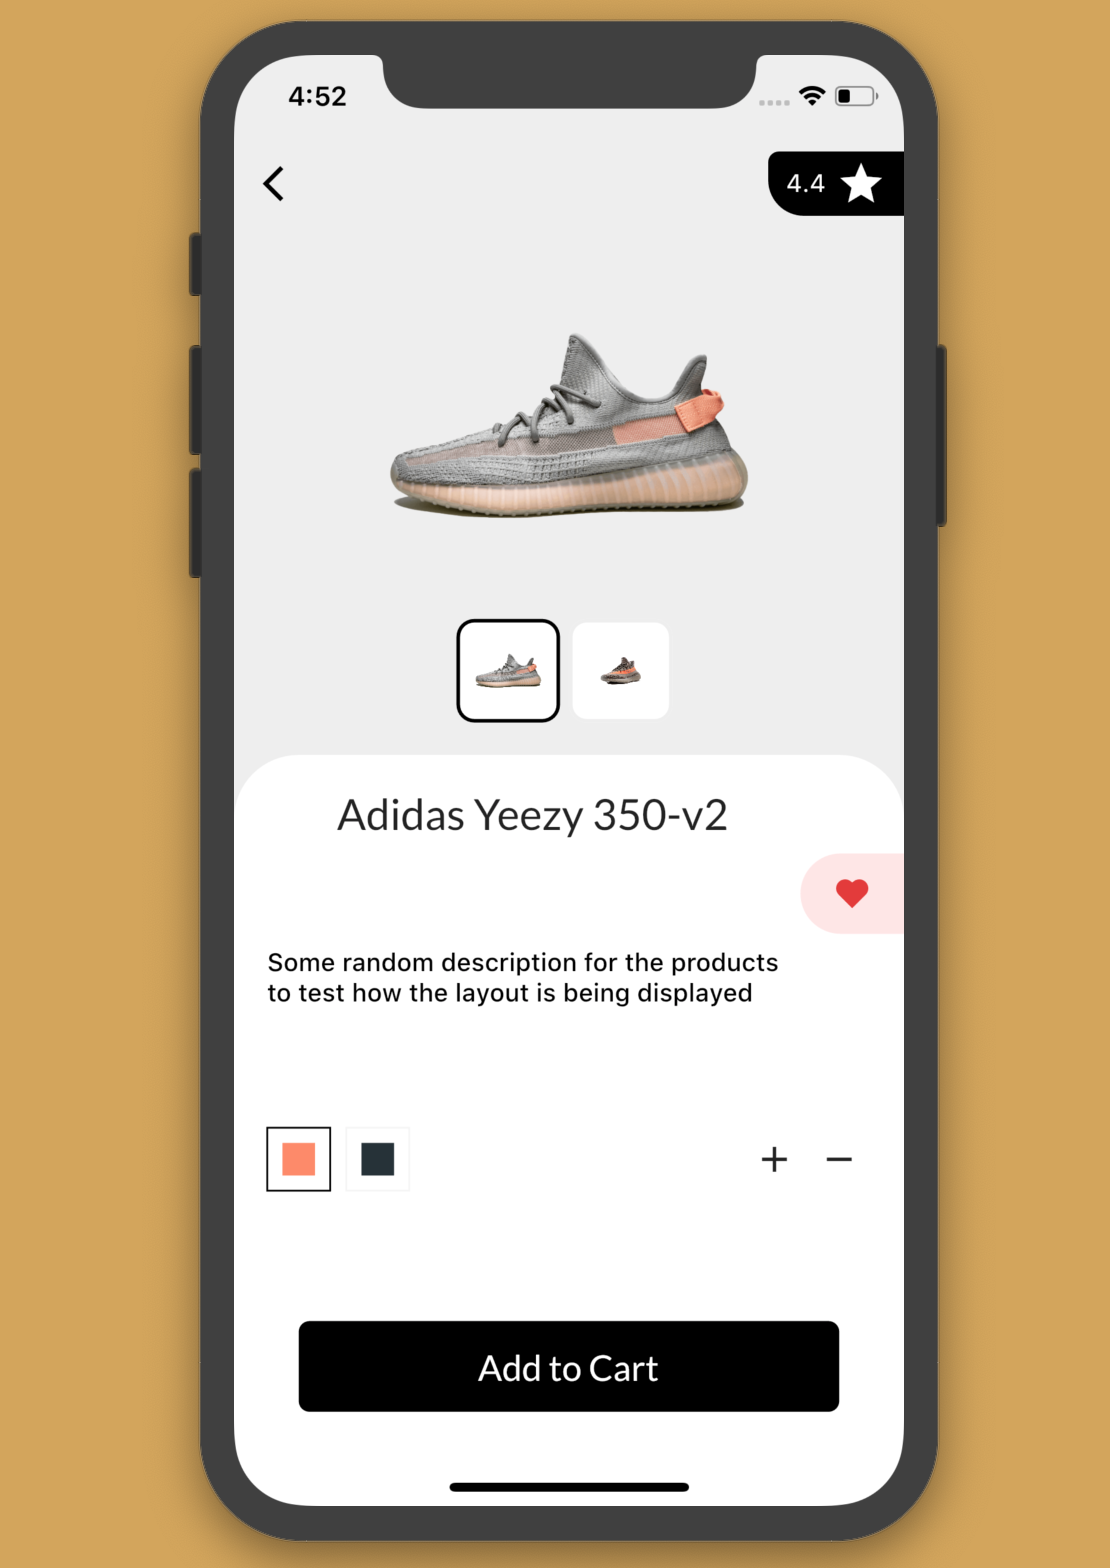 4:52
4.4
Adidas Yeezy 350-v2
Some random description for the products
to test how the layout is being displayed
Add to Cart